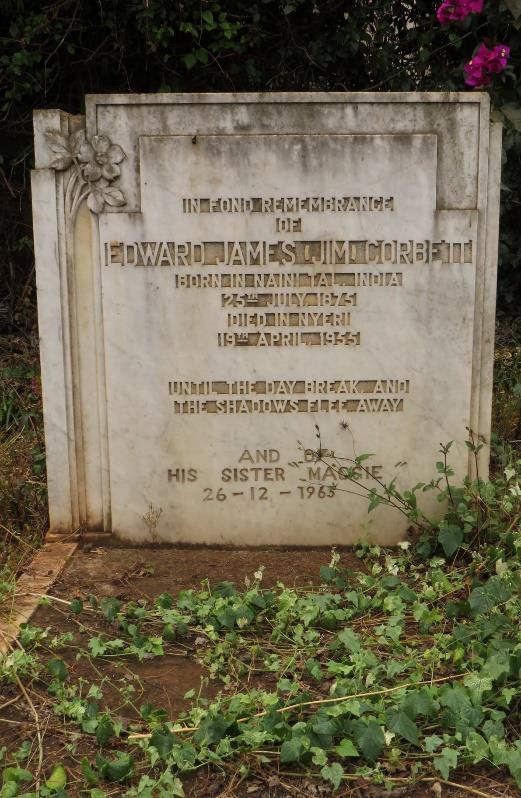 IN FOND REMEMBRANCE
OF
EDWARD JAMES (JIM) CORBETT
BORN IN NAINI TAL, INDIA
25TH JULY 1875
DIED IN NYERI
19TH APRIL, 1955
UNTIL THE DAY BREAK, AND
THE SHADOWS FLEE AWAY
AND OF
HIS SISTER "MAGGIE"
26-12-1963